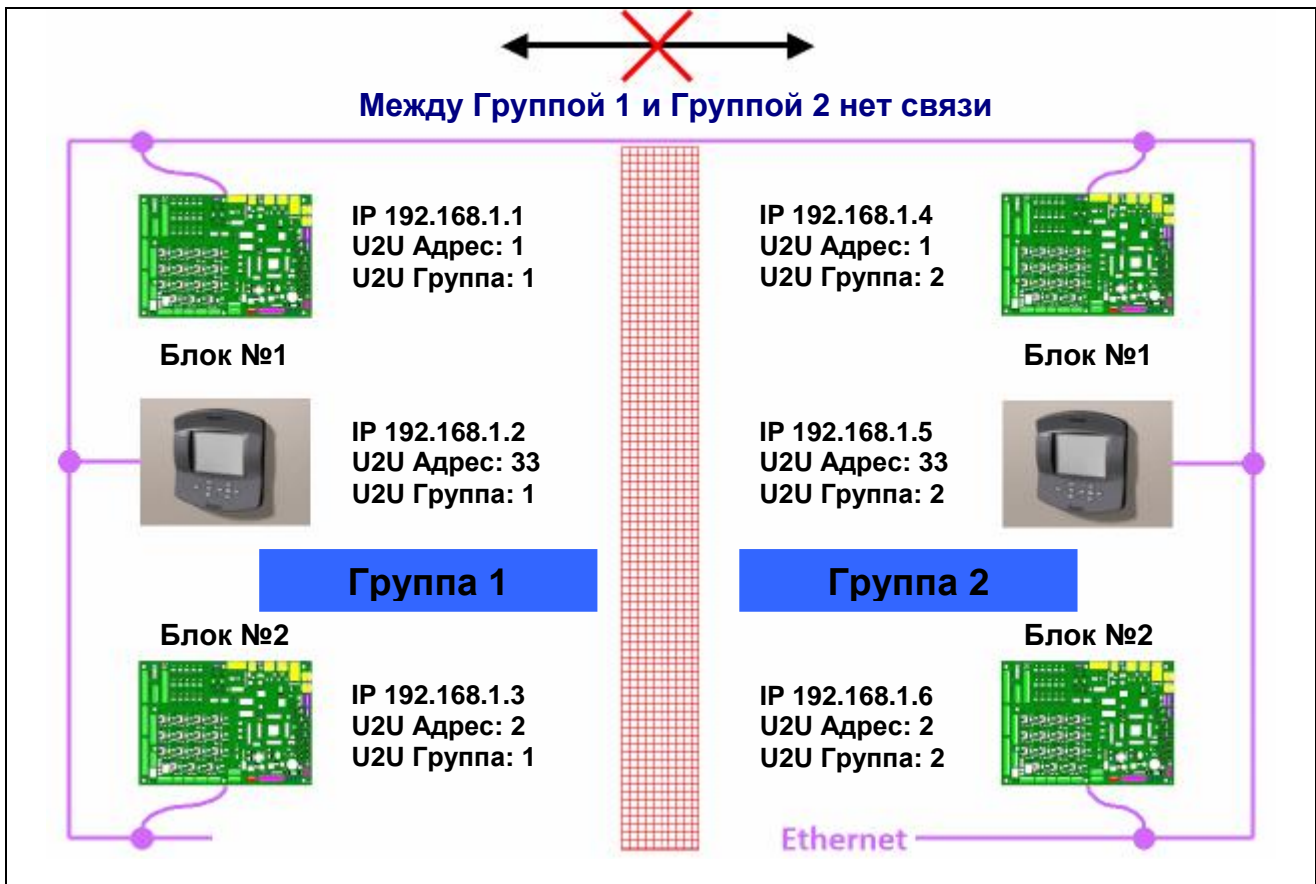 Между Группой 1 и Группой 2 нет связи
IP 192.168.1.1
U2U Адрес: 1
U2U Группа: 1
Блок №1
IP 192.168.1.4
U2U Адрес: 1
U2U Группа: 2
Блок №1
IP 192.168.1.2
U2U Адрес: 33
U2U Группа: 1
IP 192.168.1.5
U2U Адрес: 33
U2U Группа: 2
Группа 1
Группа 2
Блок №2
IP 192.168.1.3
U2U Адрес: 2
U2U Группа: 1
Блок №2
IP 192.168.1.6
U2U Адрес: 2
U2U Группа: 2
Ethernet